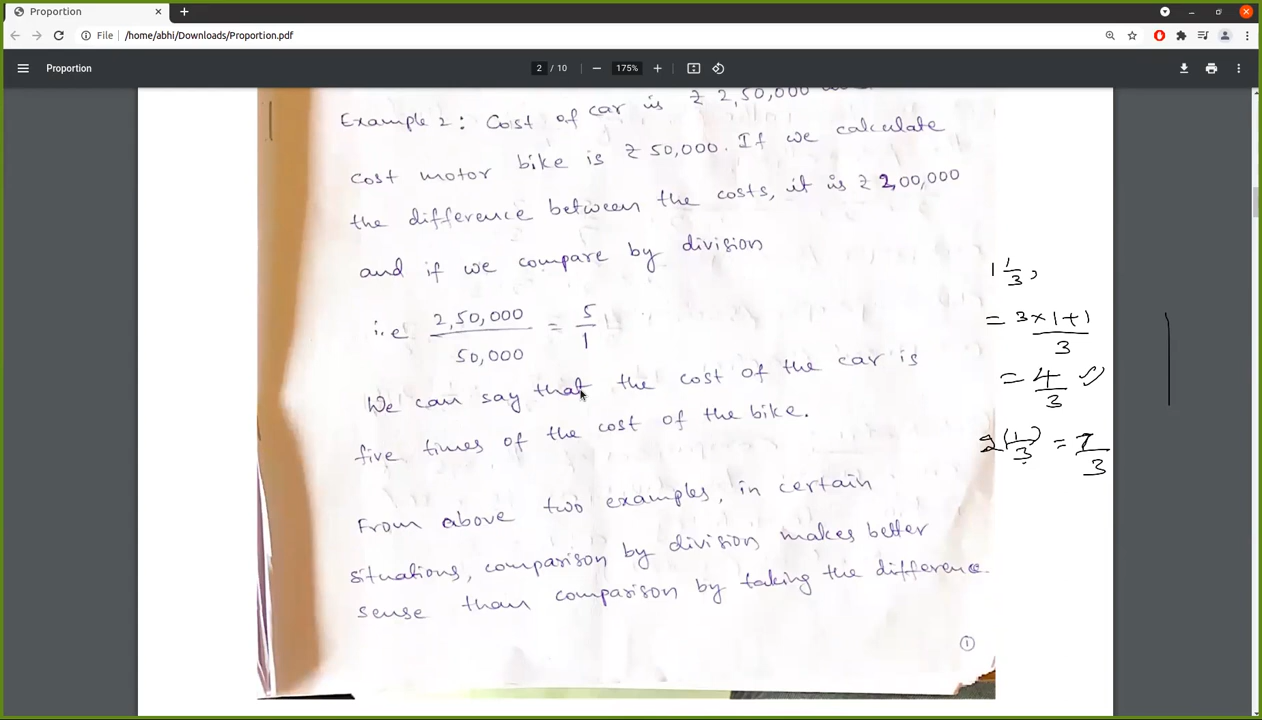 Proportion
File
/home/abhi/Downloads/Proportion.pdf
Proportion
2 / 10
175%
Example 2: Cost of car is ₹ 2,50,000
cost motor bike is ₹ 50,000. If we calculate
the difference between the costs, it is ₹ 2,00,000
and if we compare by division
i.e 2,50,000/50,000 = 5/1
We can say that the cost of the car is
five times of the cost of the bike.
From above two examples, in certain
situations, comparison by division makes better
sense than comparison by taking the difference.
1
1 1/3,
= 3×1+1/3
= 4/3
2(1/3) = 7/3